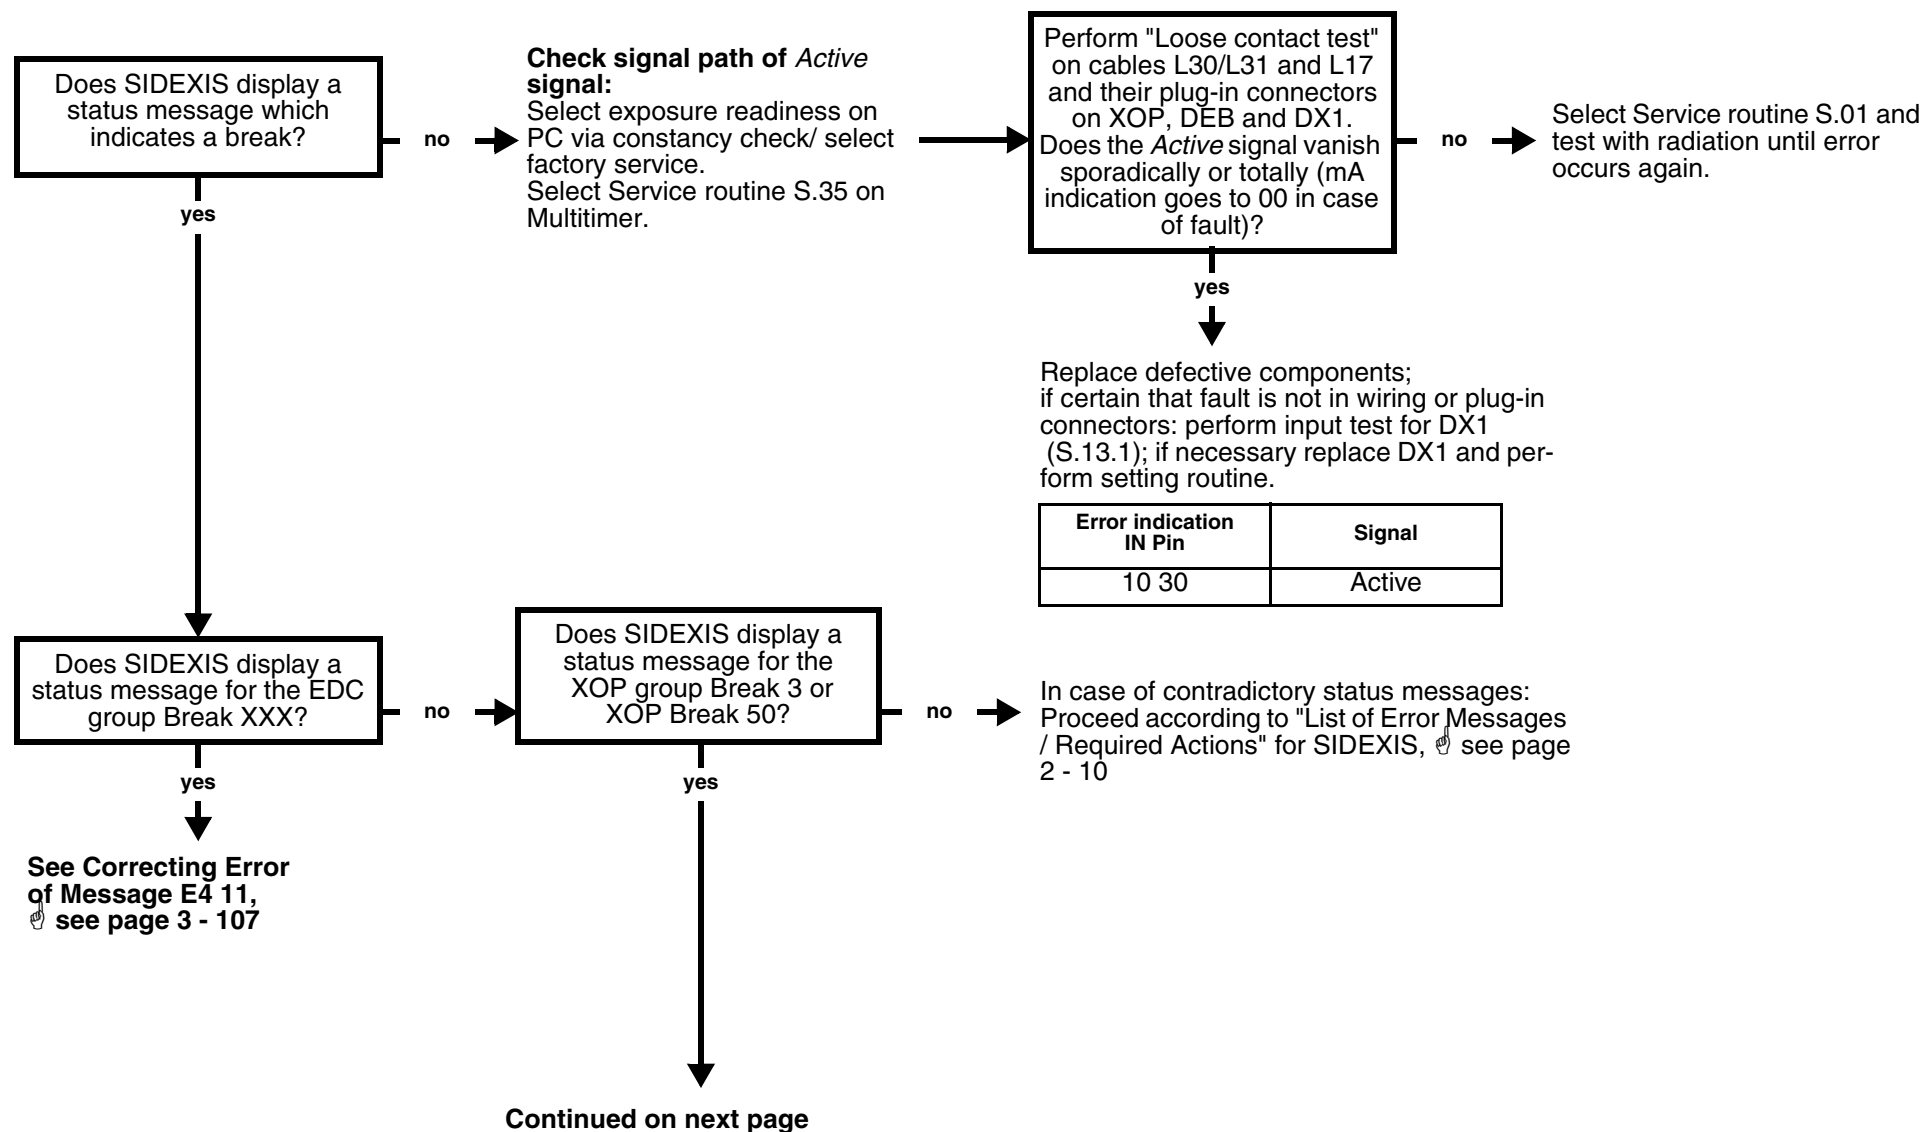 Does SIDEXIS display a
status message which
indicates a break?
no
yes
Check signal path of Active
signal:
Select exposure readiness on
PC via constancy check/ select
factory service.
Select Service routine S.35 on
Multitimer.
Perform "Loose contact test"
on cables L30/L31 and L17
and their plug-in connectors
on XOP, DEB and DX1.
Does the Active signal vanish
sporadically or totally (mA
indication goes to 00 in case
of fault)?
no
Select Service routine S.01 and
test with radiation until error
occurs again.
yes
Replace defective components;
if certain that fault is not in wiring or plug-in
connectors: perform input test for DX1
(S.13.1); if necessary replace DX1 and per-
form setting routine.
Error indication
IN Pin
Signal
10 30
Active
Does SIDEXIS display a
status message for the EDC
group Break XXX?
no
yes
See Correcting Error
of Message E4 11,
☝ see page 3 - 107
Does SIDEXIS display a
status message for the
XOP group Break 3 or
XOP Break 50?
no
In case of contradictory status messages:
Proceed according to "List of Error Messages
/ Required Actions" for SIDEXIS, ☝ see page
2 - 10
yes
Continued on next page